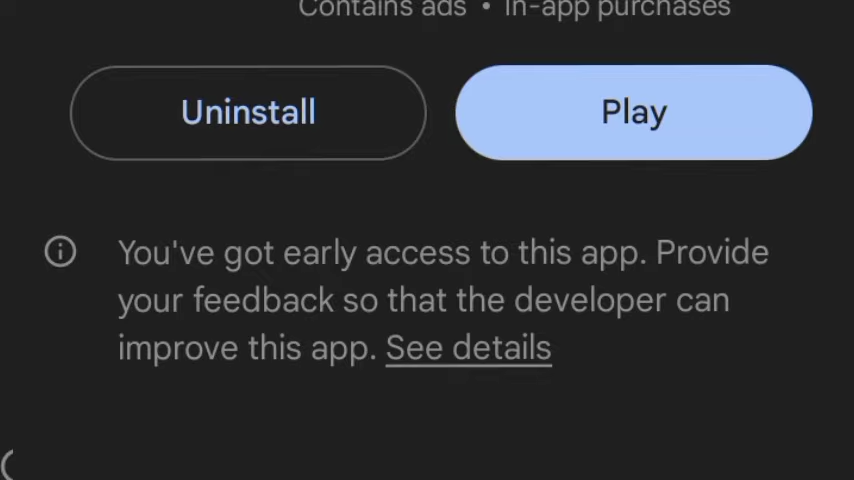 Contains ads • In-app purchases
Uninstall
Play
You've got early access to this app. Provide
your feedback so that the developer can
improve this app. See details